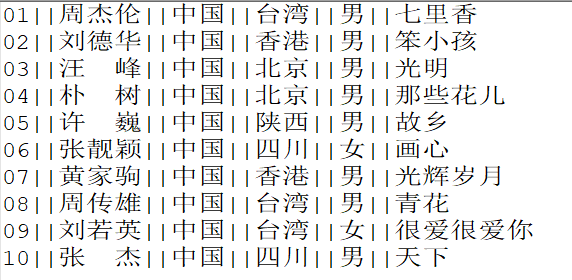 01||周杰伦||中国||台湾||男||七里香
02||刘德华||中国||香港||男||笨小孩
03||汪　峰||中国||北京||男||光明
04||朴　树||中国||北京||男||那些花儿
05||许　巍||中国||陕西||男||故乡
06||张靓颖||中国||四川||女||画心
07||黄家驹||中国||香港||男||光辉岁月
08||周传雄||中国||台湾||男||青花
09||刘若英||中国||台湾||女||很爱很爱你
10||张　杰||中国||四川||男||天下